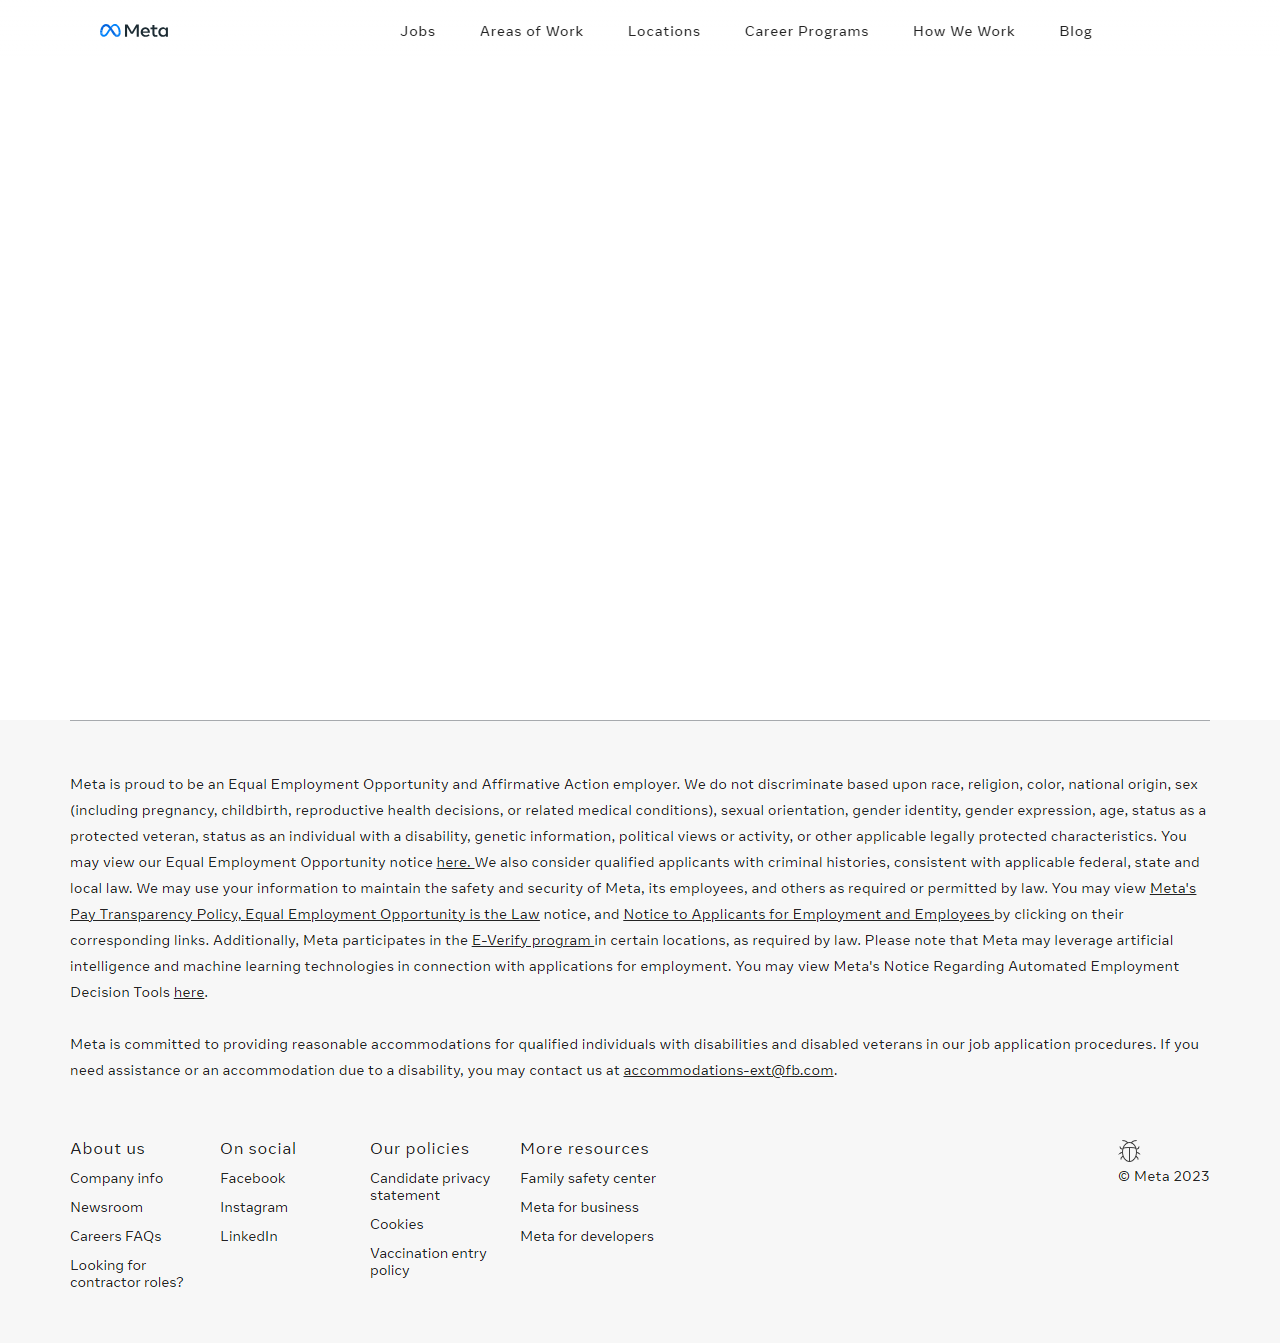 Meta
Jobs
Areas of Work
Locations
Career Programs
How We Work
Blog
Meta is proud to be an Equal Employment Opportunity and Affirmative Action employer. We do not discriminate based upon race, religion, color, national origin, sex
(including pregnancy, childbirth, reproductive health decisions, or related medical conditions), sexual orientation, gender identity, gender expression, age, status as a
protected veteran, status as an individual with a disability, genetic information, political views or activity, or other applicable legally protected characteristics. You
may view our Equal Employment Opportunity notice here. We also consider qualified applicants with criminal histories, consistent with applicable federal, state and
local law. We may use your information to maintain the safety and security of Meta, its employees, and others as required or permitted by law. You may view Meta's
Pay Transparency Policy, Equal Employment Opportunity is the Law notice, and Notice to Applicants for Employment and Employees by clicking on their
corresponding links. Additionally, Meta participates in the E-Verify program in certain locations, as required by law. Please note that Meta may leverage artificial
intelligence and machine learning technologies in connection with applications for employment. You may view Meta's Notice Regarding Automated Employment
Decision Tools here.
Meta is committed to providing reasonable accommodations for qualified individuals with disabilities and disabled veterans in our job application procedures. If you
need assistance or an accommodation due to a disability, you may contact us at accommodations-ext@fb.com.
About us
Company info
Newsroom
Careers FAQs
Looking for
contractor roles?
On social
Facebook
Instagram
LinkedIn
Our policies
Candidate privacy
statement
Cookies
Vaccination entry
policy
More resources
Family safety center
Meta for business
Meta for developers
© Meta 2023